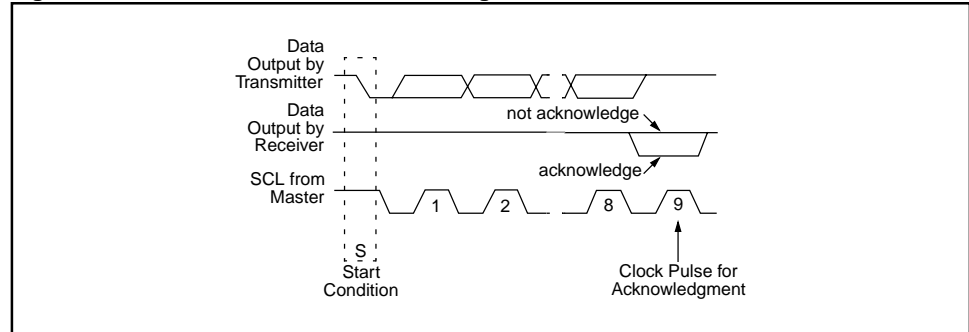 Data
Output by
Transmitter
Data
Output by
Receiver
not acknowledge
acknowledge
SCL from
Master
1
2
8
9
S
Start
Condition
Clock Pulse for
Acknowledgment